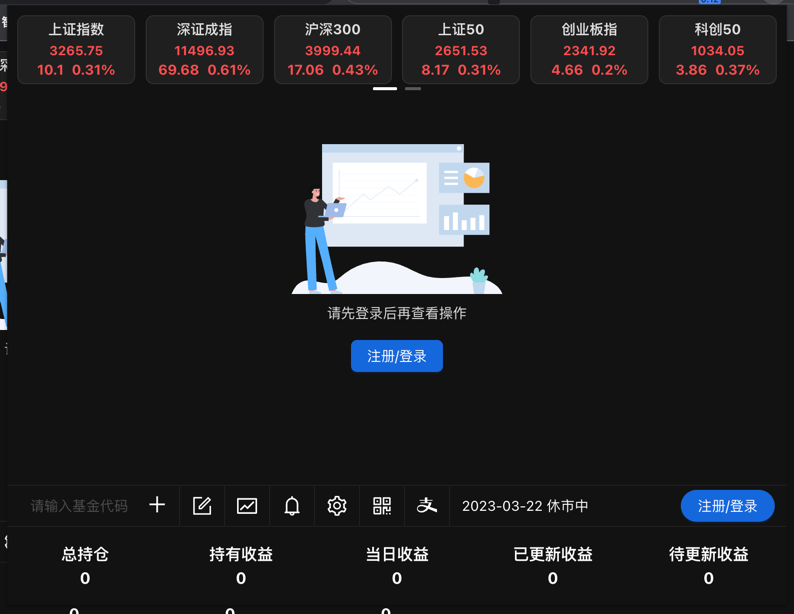 上证指数
3265.75
10.1 0.31%
深证成指
11496.93
69.68 0.61%
沪深300
3999.44
17.06 0.43%
上证50
2651.53
8.17 0.31%
创业板指
2341.92
4.66 0.2%
科创50
1034.05
3.86 0.37%
请先登录后再查看操作
注册/登录
请输入基金代码
2023-03-22 休市中
注册/登录
总持仓
0
持有收益
0
当日收益
0
已更新收益
0
待更新收益
0